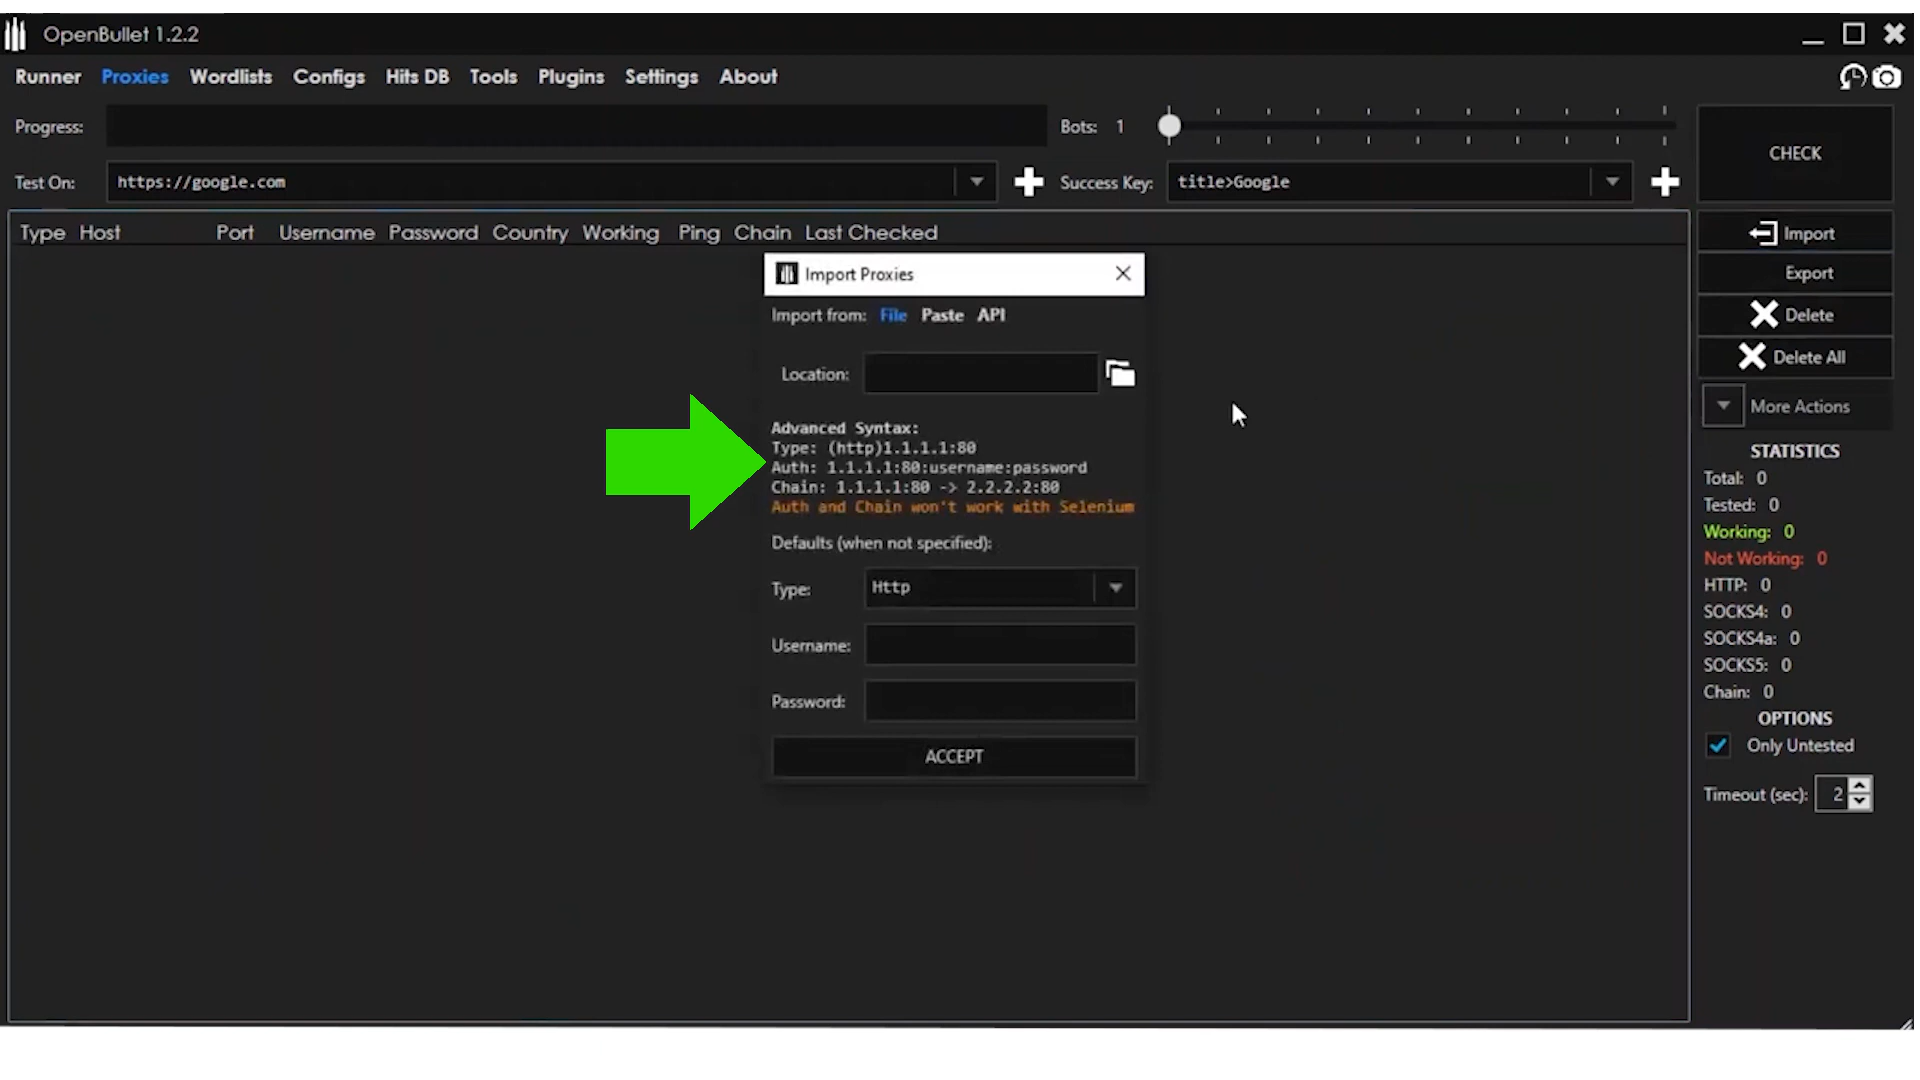 OpenBullet 1.2.2
Runner Proxies Wordlists Configs Hits DB Tools Plugins Settings About
Progress: Bots: 1
CHECK
Test On: https://google.com Success Key: title>Google
Type Host Port Username Password Country Working Ping Chain Last Checked
Import
Export
Delete
Delete All
More Actions
STATISTICS
Total: 0
Tested: 0
Working: 0
Not Working: 0
HTTP: 0
SOCKS4: 0
SOCKS4a: 0
SOCKS5: 0
Chain: 0
OPTIONS
Only Untested
Timeout (sec): 2
Import Proxies
Import from: File Paste API
Location:
Advanced Syntax:
Type: (http)1.1.1.1:80
Auth: 1.1.1.1:80:username:password
Chain: 1.1.1.1:80 -> 2.2.2.2:80
Auth and Chain won't work with Selenium
Defaults (when not specified):
Type: Http
Username:
Password:
ACCEPT